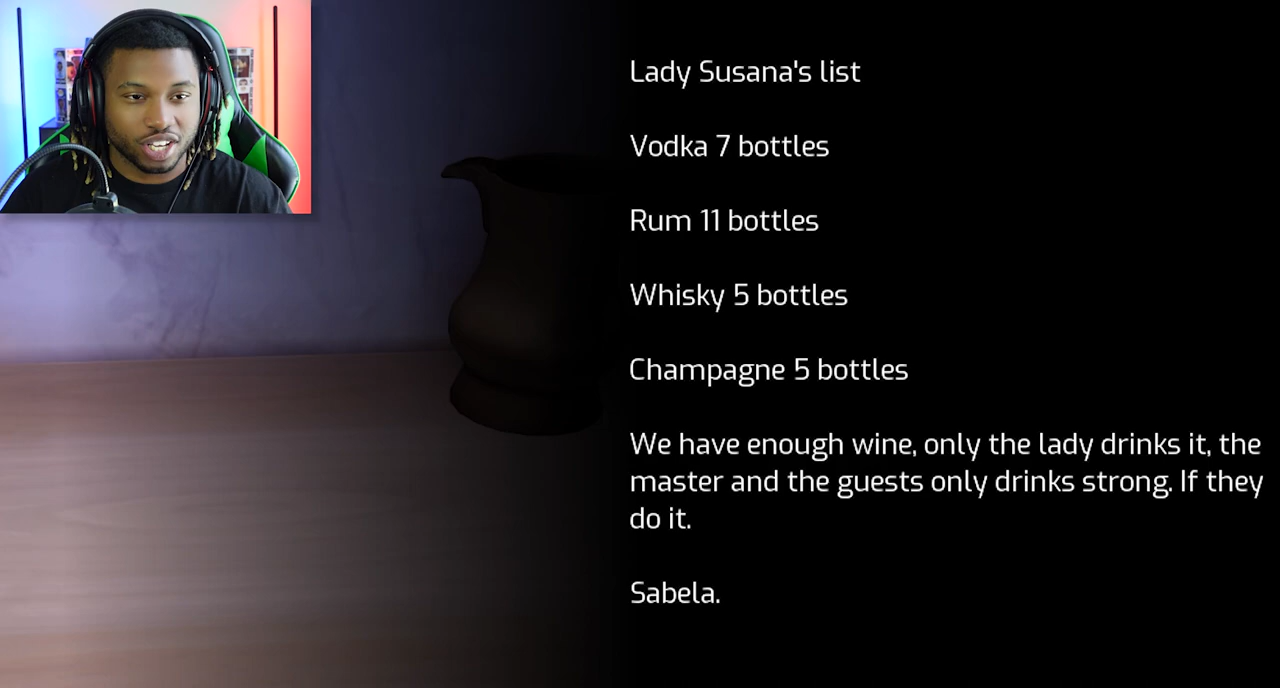 Lady Susana's list
Vodka 7 bottles
Rum 11 bottles
Whisky 5 bottles
Champagne 5 bottles
We have enough wine, only the lady drinks it, the
master and the guests only drinks strong. If they
do it.
Sabela.